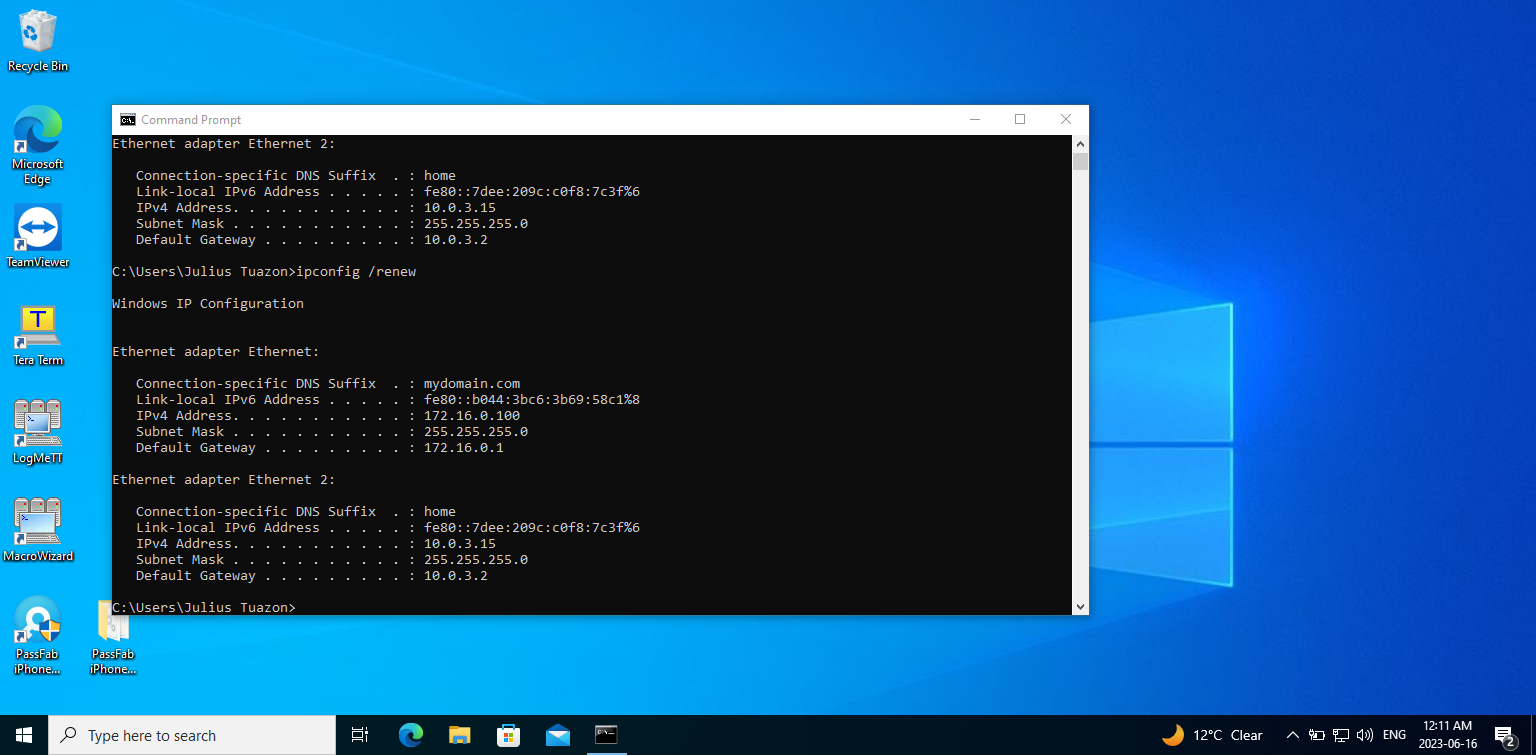 Recycle Bin
Microsoft
Edge
TeamViewer
T
Tera Term
LogMeTT
MacroWizard
PassFab
iPhone...
PassFab
iPhone...
C:\.
Command Prompt
Ethernet adapter Ethernet 2:
Connection-specific DNS Suffix  . : home
Link-local IPv6 Address . . . . . : fe80::7dee:209c:c0f8:7c3f%6
IPv4 Address. . . . . . . . . . . : 10.0.3.15
Subnet Mask . . . . . . . . . . . : 255.255.255.0
Default Gateway . . . . . . . . . : 10.0.3.2
C:\Users\Julius Tuazon>ipconfig /renew
Windows IP Configuration
Ethernet adapter Ethernet:
Connection-specific DNS Suffix  . : mydomain.com
Link-local IPv6 Address . . . . . : fe80::b044:3bc6:3b69:58c1%8
IPv4 Address. . . . . . . . . . . : 172.16.0.100
Subnet Mask . . . . . . . . . . . : 255.255.255.0
Default Gateway . . . . . . . . . : 172.16.0.1
Ethernet adapter Ethernet 2:
Connection-specific DNS Suffix  . : home
Link-local IPv6 Address . . . . . : fe80::7dee:209c:c0f8:7c3f%6
IPv4 Address. . . . . . . . . . . : 10.0.3.15
Subnet Mask . . . . . . . . . . . : 255.255.255.0
Default Gateway . . . . . . . . . : 10.0.3.2
C:\Users\Julius Tuazon>
Type here to search
12°C Clear
ENG
12:11 AM
2023-06-16
2